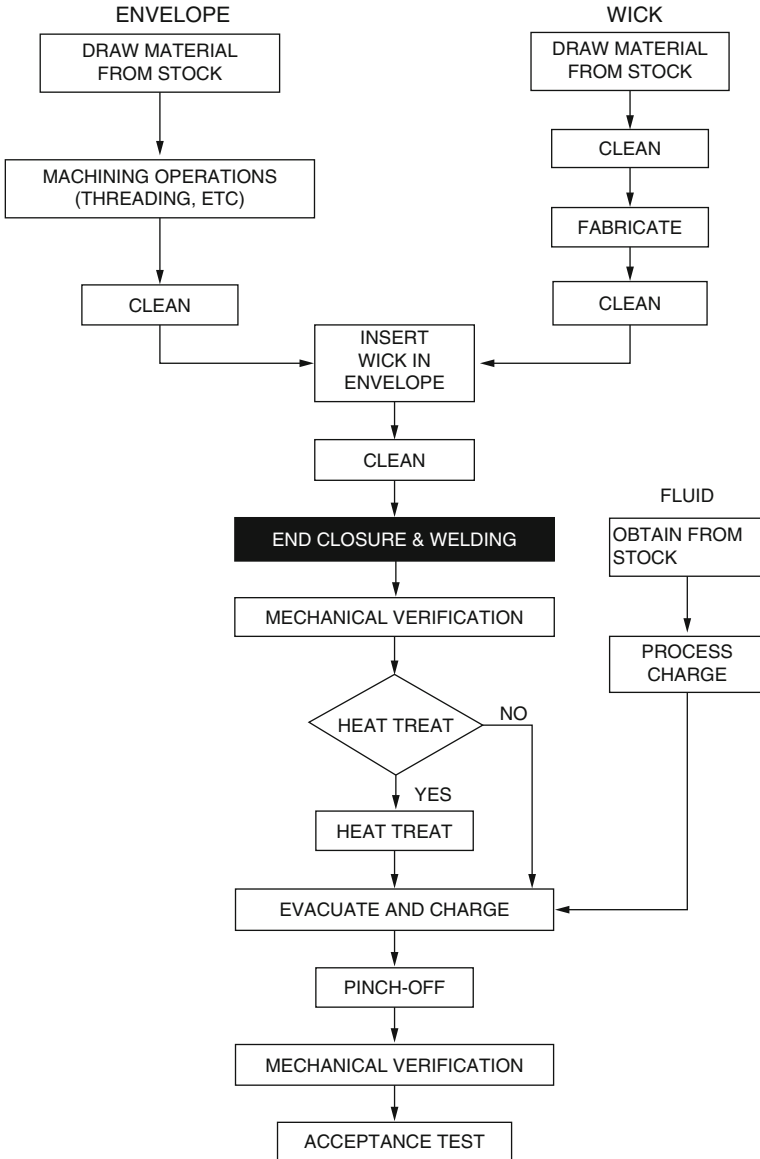 ENVELOPE
DRAW MATERIAL
FROM STOCK
MACHINING OPERATIONS
(THREADING, ETC)
CLEAN
WICK
DRAW MATERIAL
FROM STOCK
CLEAN
FABRICATE
CLEAN
INSERT
WICK IN
ENVELOPE
CLEAN
END CLOSURE & WELDING
MECHANICAL VERIFICATION
HEAT TREAT
NO
YES
HEAT TREAT
FLUID
OBTAIN FROM
STOCK
PROCESS
CHARGE
EVACUATE AND CHARGE
PINCH-OFF
MECHANICAL VERIFICATION
ACCEPTANCE TEST